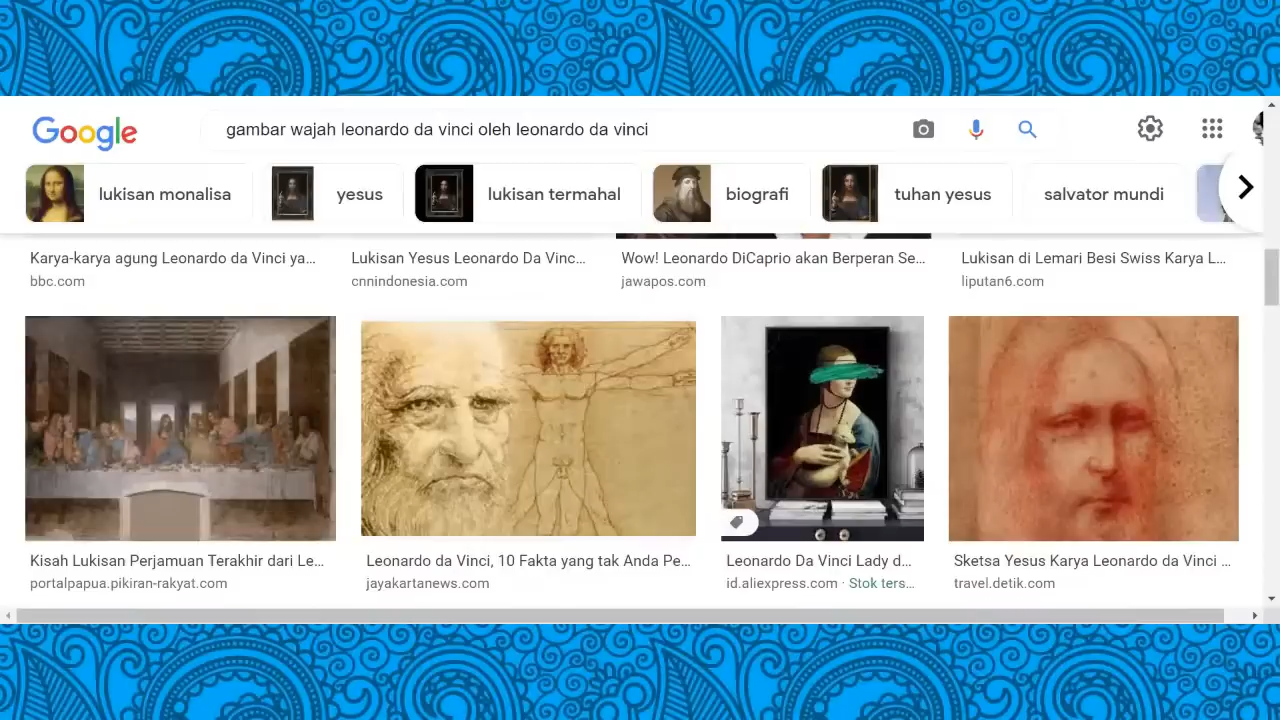 Google
gambar wajah leonardo da vinci oleh leonardo da vinci
lukisan monalisa
yesus
lukisan termahal
biografi
tuhan yesus
salvator mundi
Karya-karya agung Leonardo da Vinci ya...
bbc.com
Lukisan Yesus Leonardo Da Vinc...
cnnindonesia.com
Wow! Leonardo DiCaprio akan Berperan Se...
jawapos.com
Lukisan di Lemari Besi Swiss Karya L...
liputan6.com
Kisah Lukisan Perjamuan Terakhir dari Le...
portalpapua.pikiran-rakyat.com
Leonardo da Vinci, 10 Fakta yang tak Anda Pe...
jayakartanews.com
Leonardo Da Vinci Lady d...
id.aliexpress.com · Stok ters...
Sketsa Yesus Karya Leonardo da Vinci ...
travel.detik.com